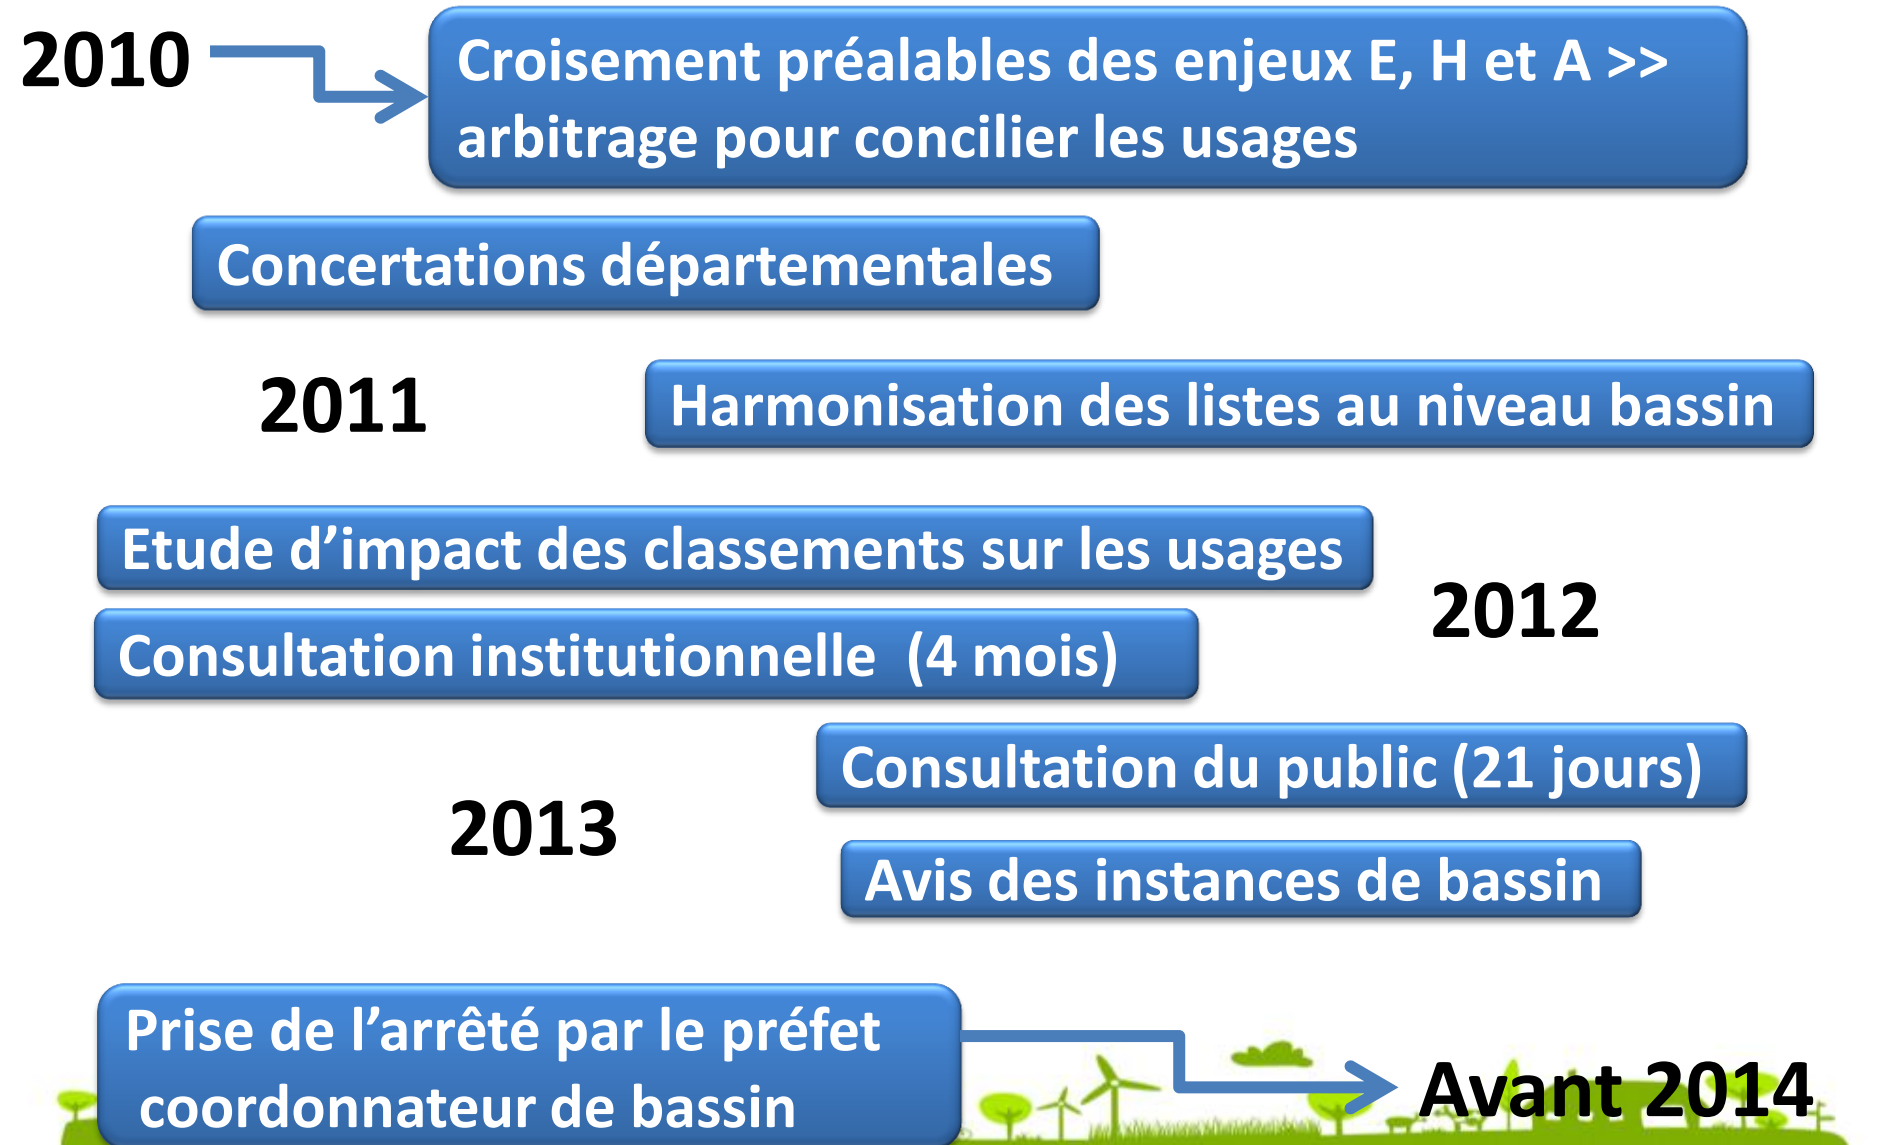 2010
Croisement préalables des enjeux E, H et A >>
arbitrage pour concilier les usages
Concertations départementales
2011
Harmonisation des listes au niveau bassin
Etude d’impact des classements sur les usages
2012
Consultation institutionnelle  (4 mois)
Consultation du public (21 jours)
2013
Avis des instances de bassin
Prise de l’arrêté par le préfet
coordonnateur de bassin
Avant 2014